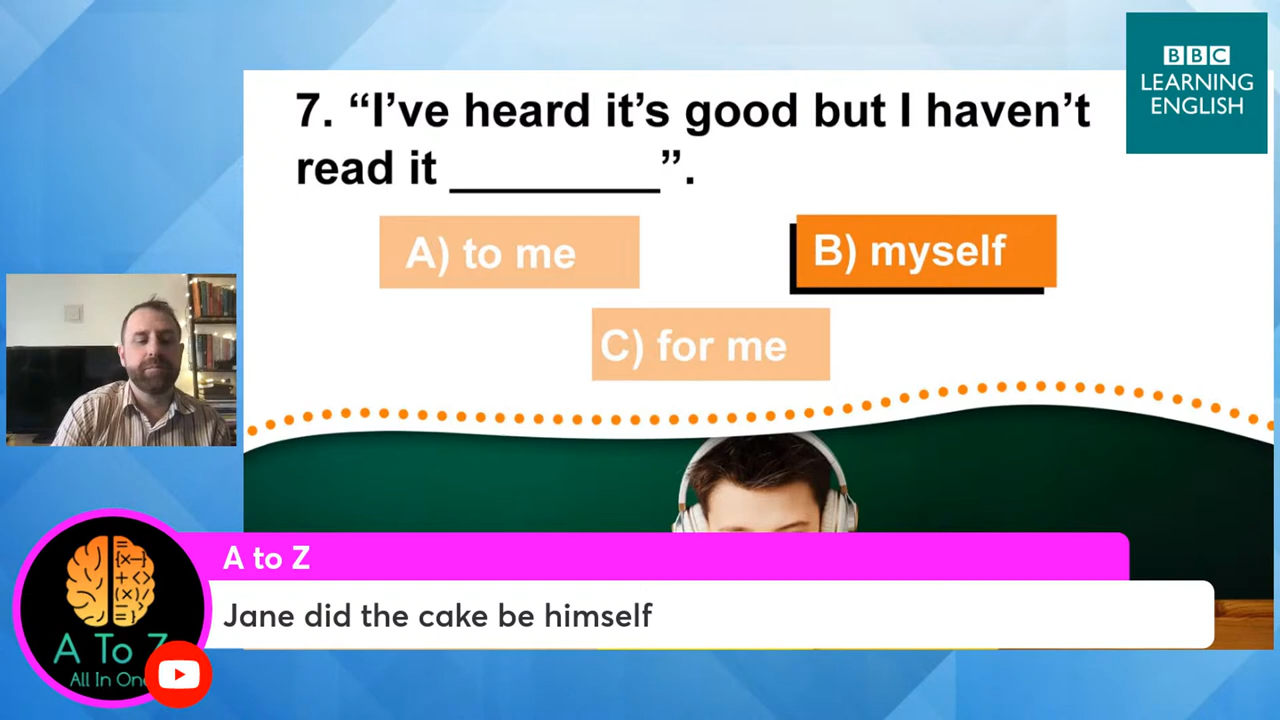 BBC
LEARNING
ENGLISH
7. “I’ve heard it’s good but I haven’t
read it ________”.
A) to me
B) myself
C) for me
A to Z
Jane did the cake be himself
A To Z
All In One